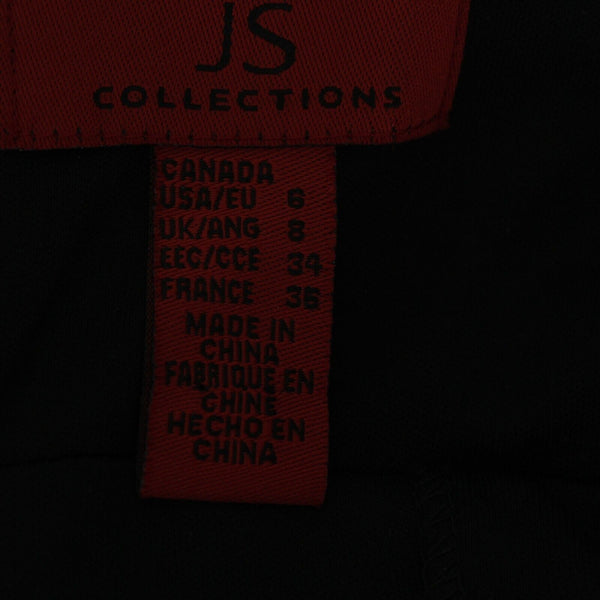 JS
COLLECTIONS
CANADA
USA/EU 6
UK/ANG 8
EEC/CCE 34
FRANCE 36
MADE IN
CHINA
FABRIQUE EN
CHINE
HECHO EN
CHINA